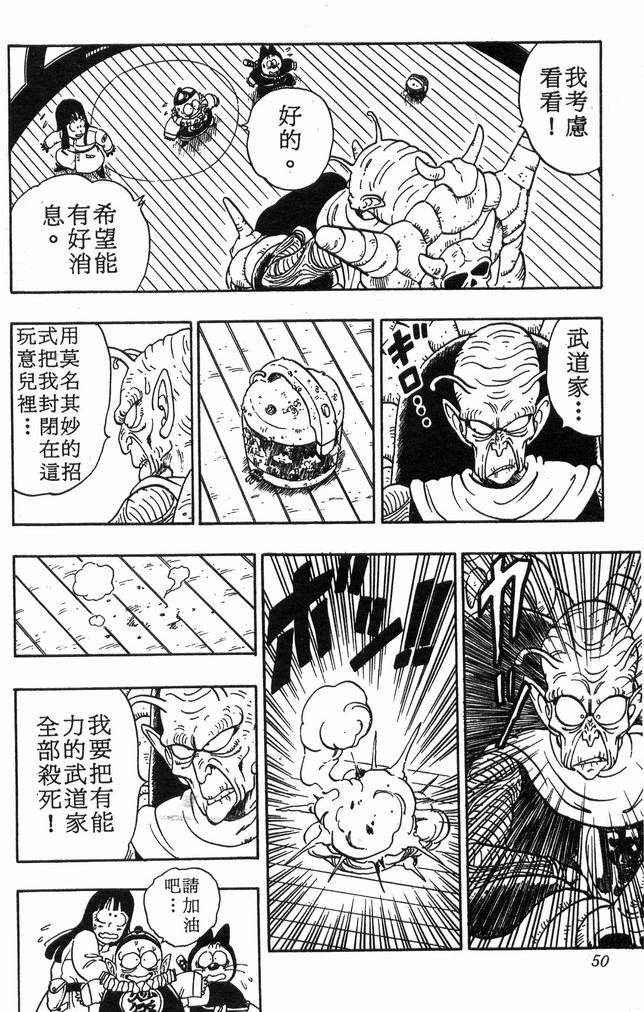 我考慮
看看！
好的。
希望能
有好消
息。
武道家…
ギロ…
用莫名其妙的招
式把我封閉在這
玩意兒裡…
カッ
ボンッ!!
我要把有能
力的武道家
全部殺死！
請加油
吧…
50